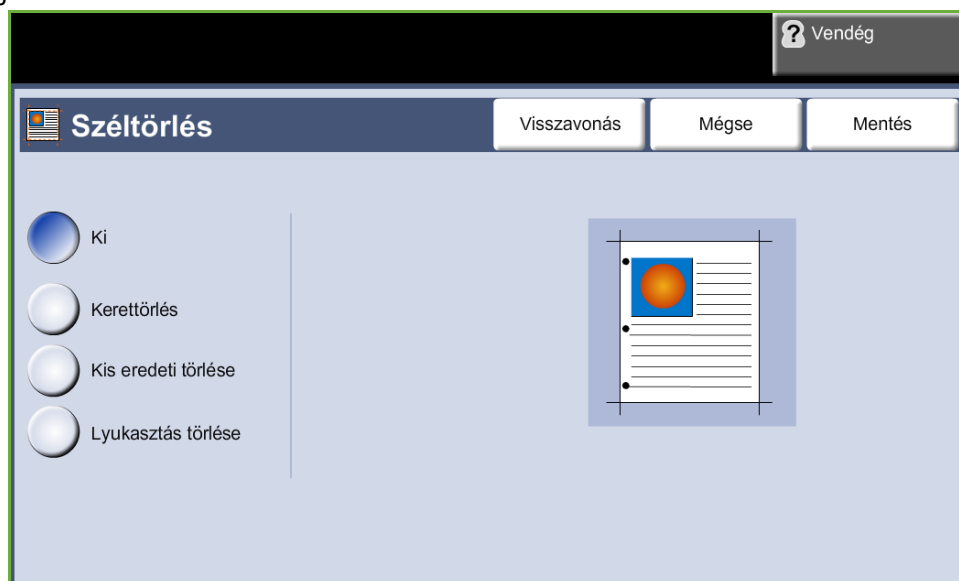 ? Vendég
Széltörlés
Visszavonás
Mégse
Mentés
Ki
Kerettörlés
Kis eredeti törlése
Lyukasztás törlése